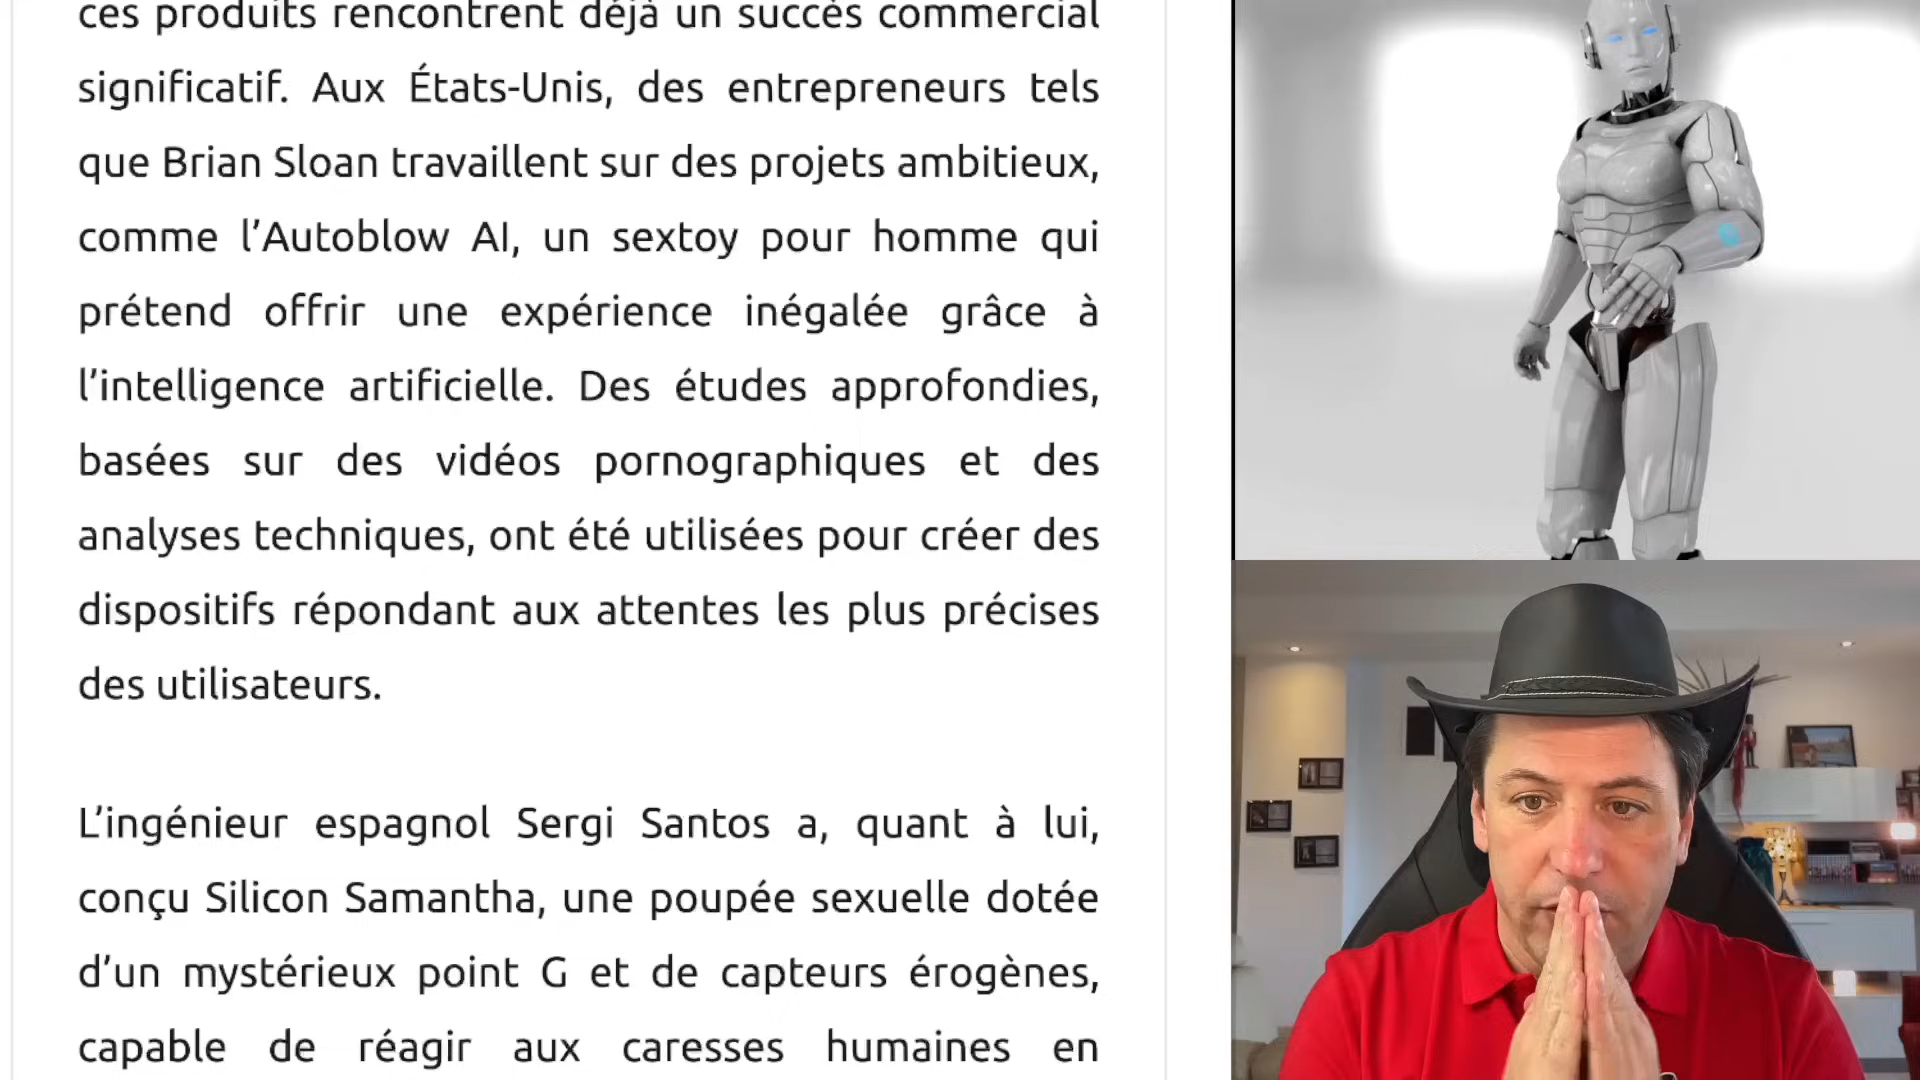 ces produits rencontrent déjà un succès commercial
significatif. Aux États-Unis, des entrepreneurs tels
que Brian Sloan travaillent sur des projets ambitieux,
comme l’Autoblow AI, un sextoy pour homme qui
prétend offrir une expérience inégalée grâce à
l’intelligence artificielle. Des études approfondies,
basées sur des vidéos pornographiques et des
analyses techniques, ont été utilisées pour créer des
dispositifs répondant aux attentes les plus précises
des utilisateurs.
L’ingénieur espagnol Sergi Santos a, quant à lui,
conçu Silicon Samantha, une poupée sexuelle dotée
d’un mystérieux point G et de capteurs érogènes,
capable de réagir aux caresses humaines en